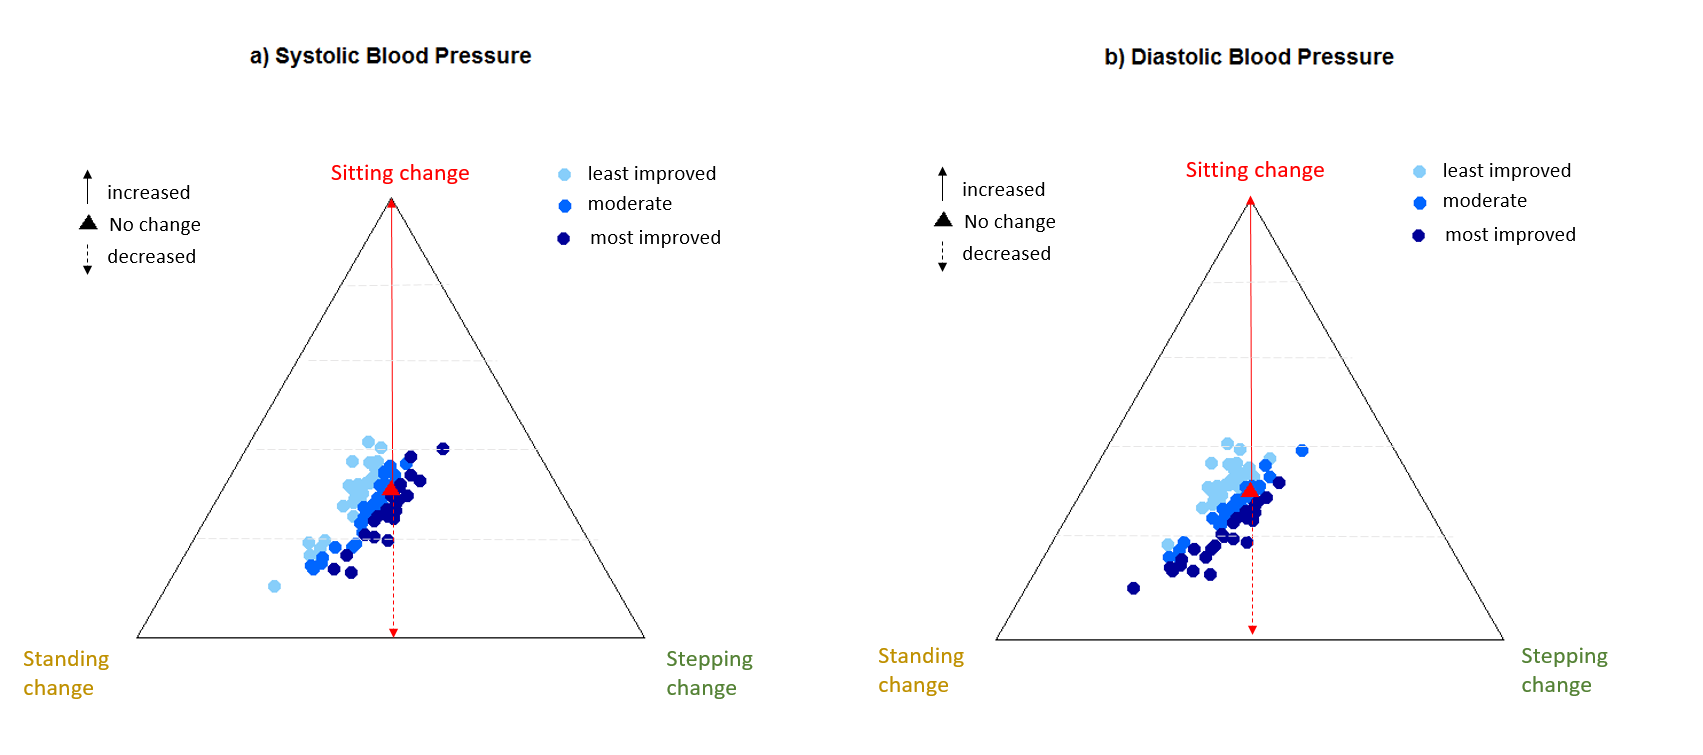 a) Systolic Blood Pressure
increased
No change
decreased
Sitting change
least improved
moderate
most improved
Standing
change
Stepping
change
b) Diastolic Blood Pressure
increased
No change
decreased
Sitting change
least improved
moderate
most improved
Standing
change
Stepping
change